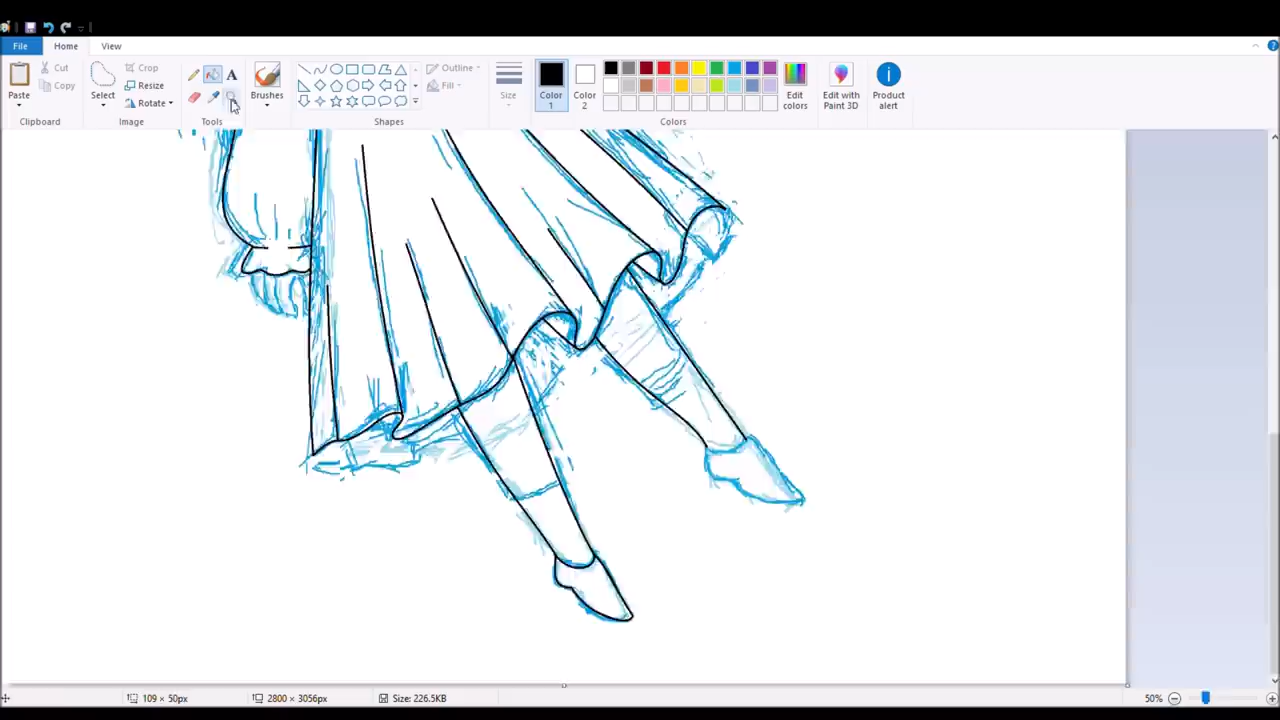 File Home View
Paste Cut Copy
Clipboard
Select Crop Resize Rotate
Image
A
Tools
Brushes
Outline
Fill
Shapes
Size
Color 1
Color 2
Edit colors
Colors
Edit with Paint 3D
Product alert
109 × 50px 2800 × 3056px Size: 226.5KB 50%